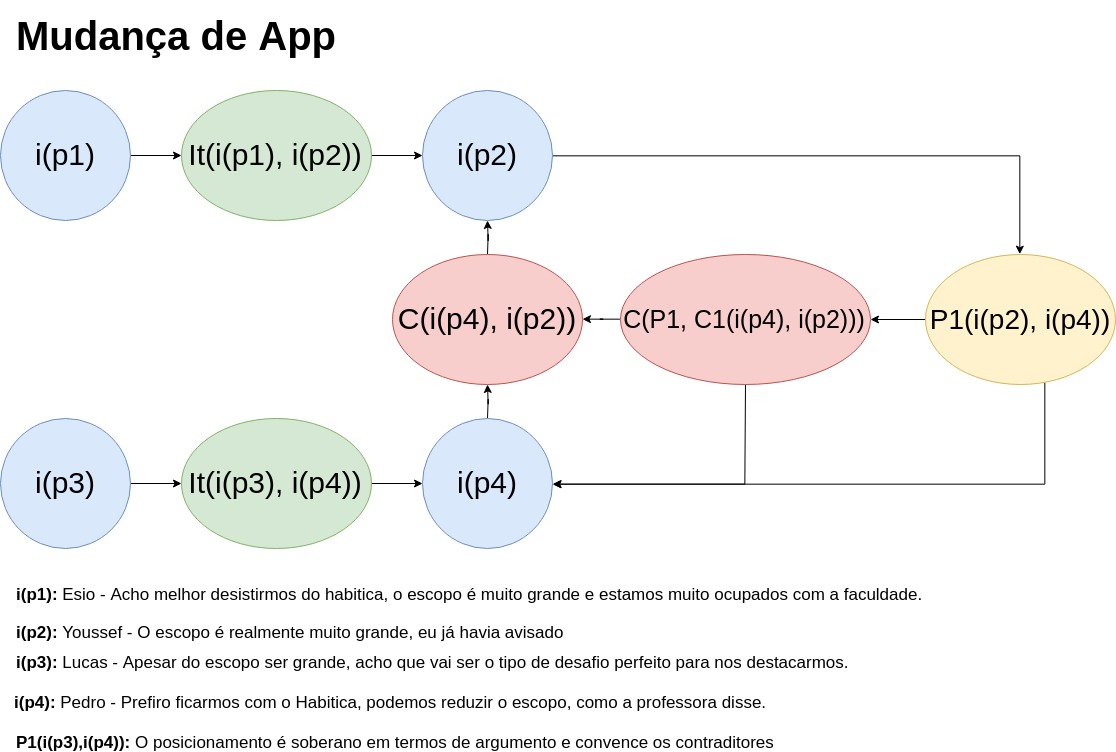 Mudança de App
i(p1)
It(i(p1), i(p2))
i(p2)
C(i(p4), i(p2))
C(P1, C1(i(p4), i(p2)))
P1(i(p2), i(p4))
i(p3)
It(i(p3), i(p4))
i(p4)
i(p1): Esio - Acho melhor desistirmos do habitica, o escopo é muito grande e estamos muito ocupados com a faculdade.
i(p2): Youssef - O escopo é realmente muito grande, eu já havia avisado
i(p3): Lucas - Apesar do escopo ser grande, acho que vai ser o tipo de desafio perfeito para nos destacarmos.
i(p4): Pedro - Prefiro ficarmos com o Habitica, podemos reduzir o escopo, como a professora disse.
P1(i(p3),i(p4)): O posicionamento é soberano em termos de argumento e convence os contraditores